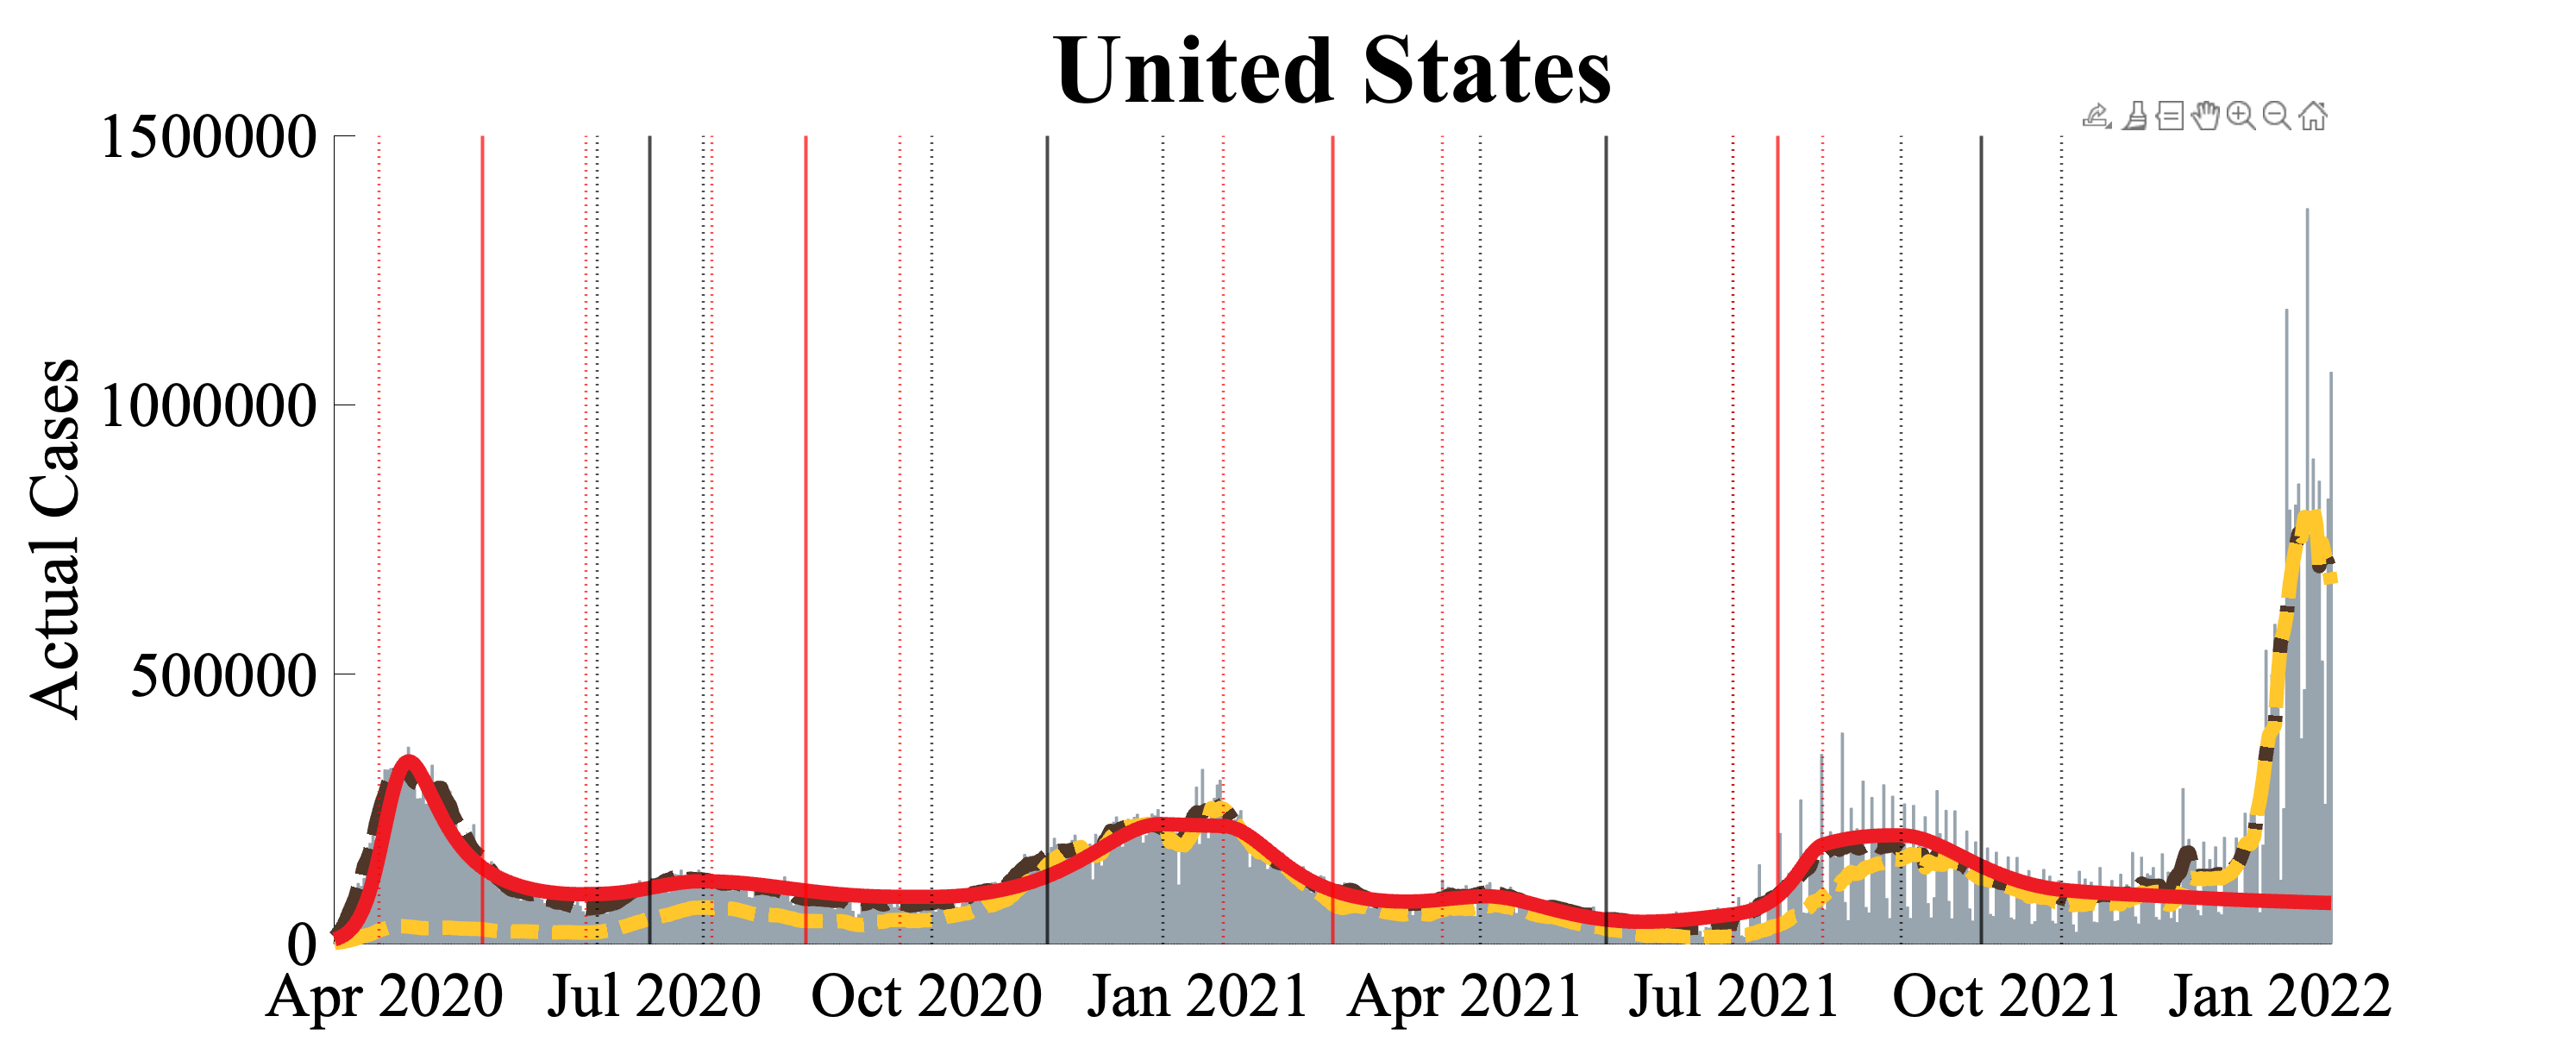 United States
1500000
1000000
500000
0
Actual Cases
Apr 2020 Jul 2020 Oct 2020 Jan 2021 Apr 2021 Jul 2021 Oct 2021 Jan 2022